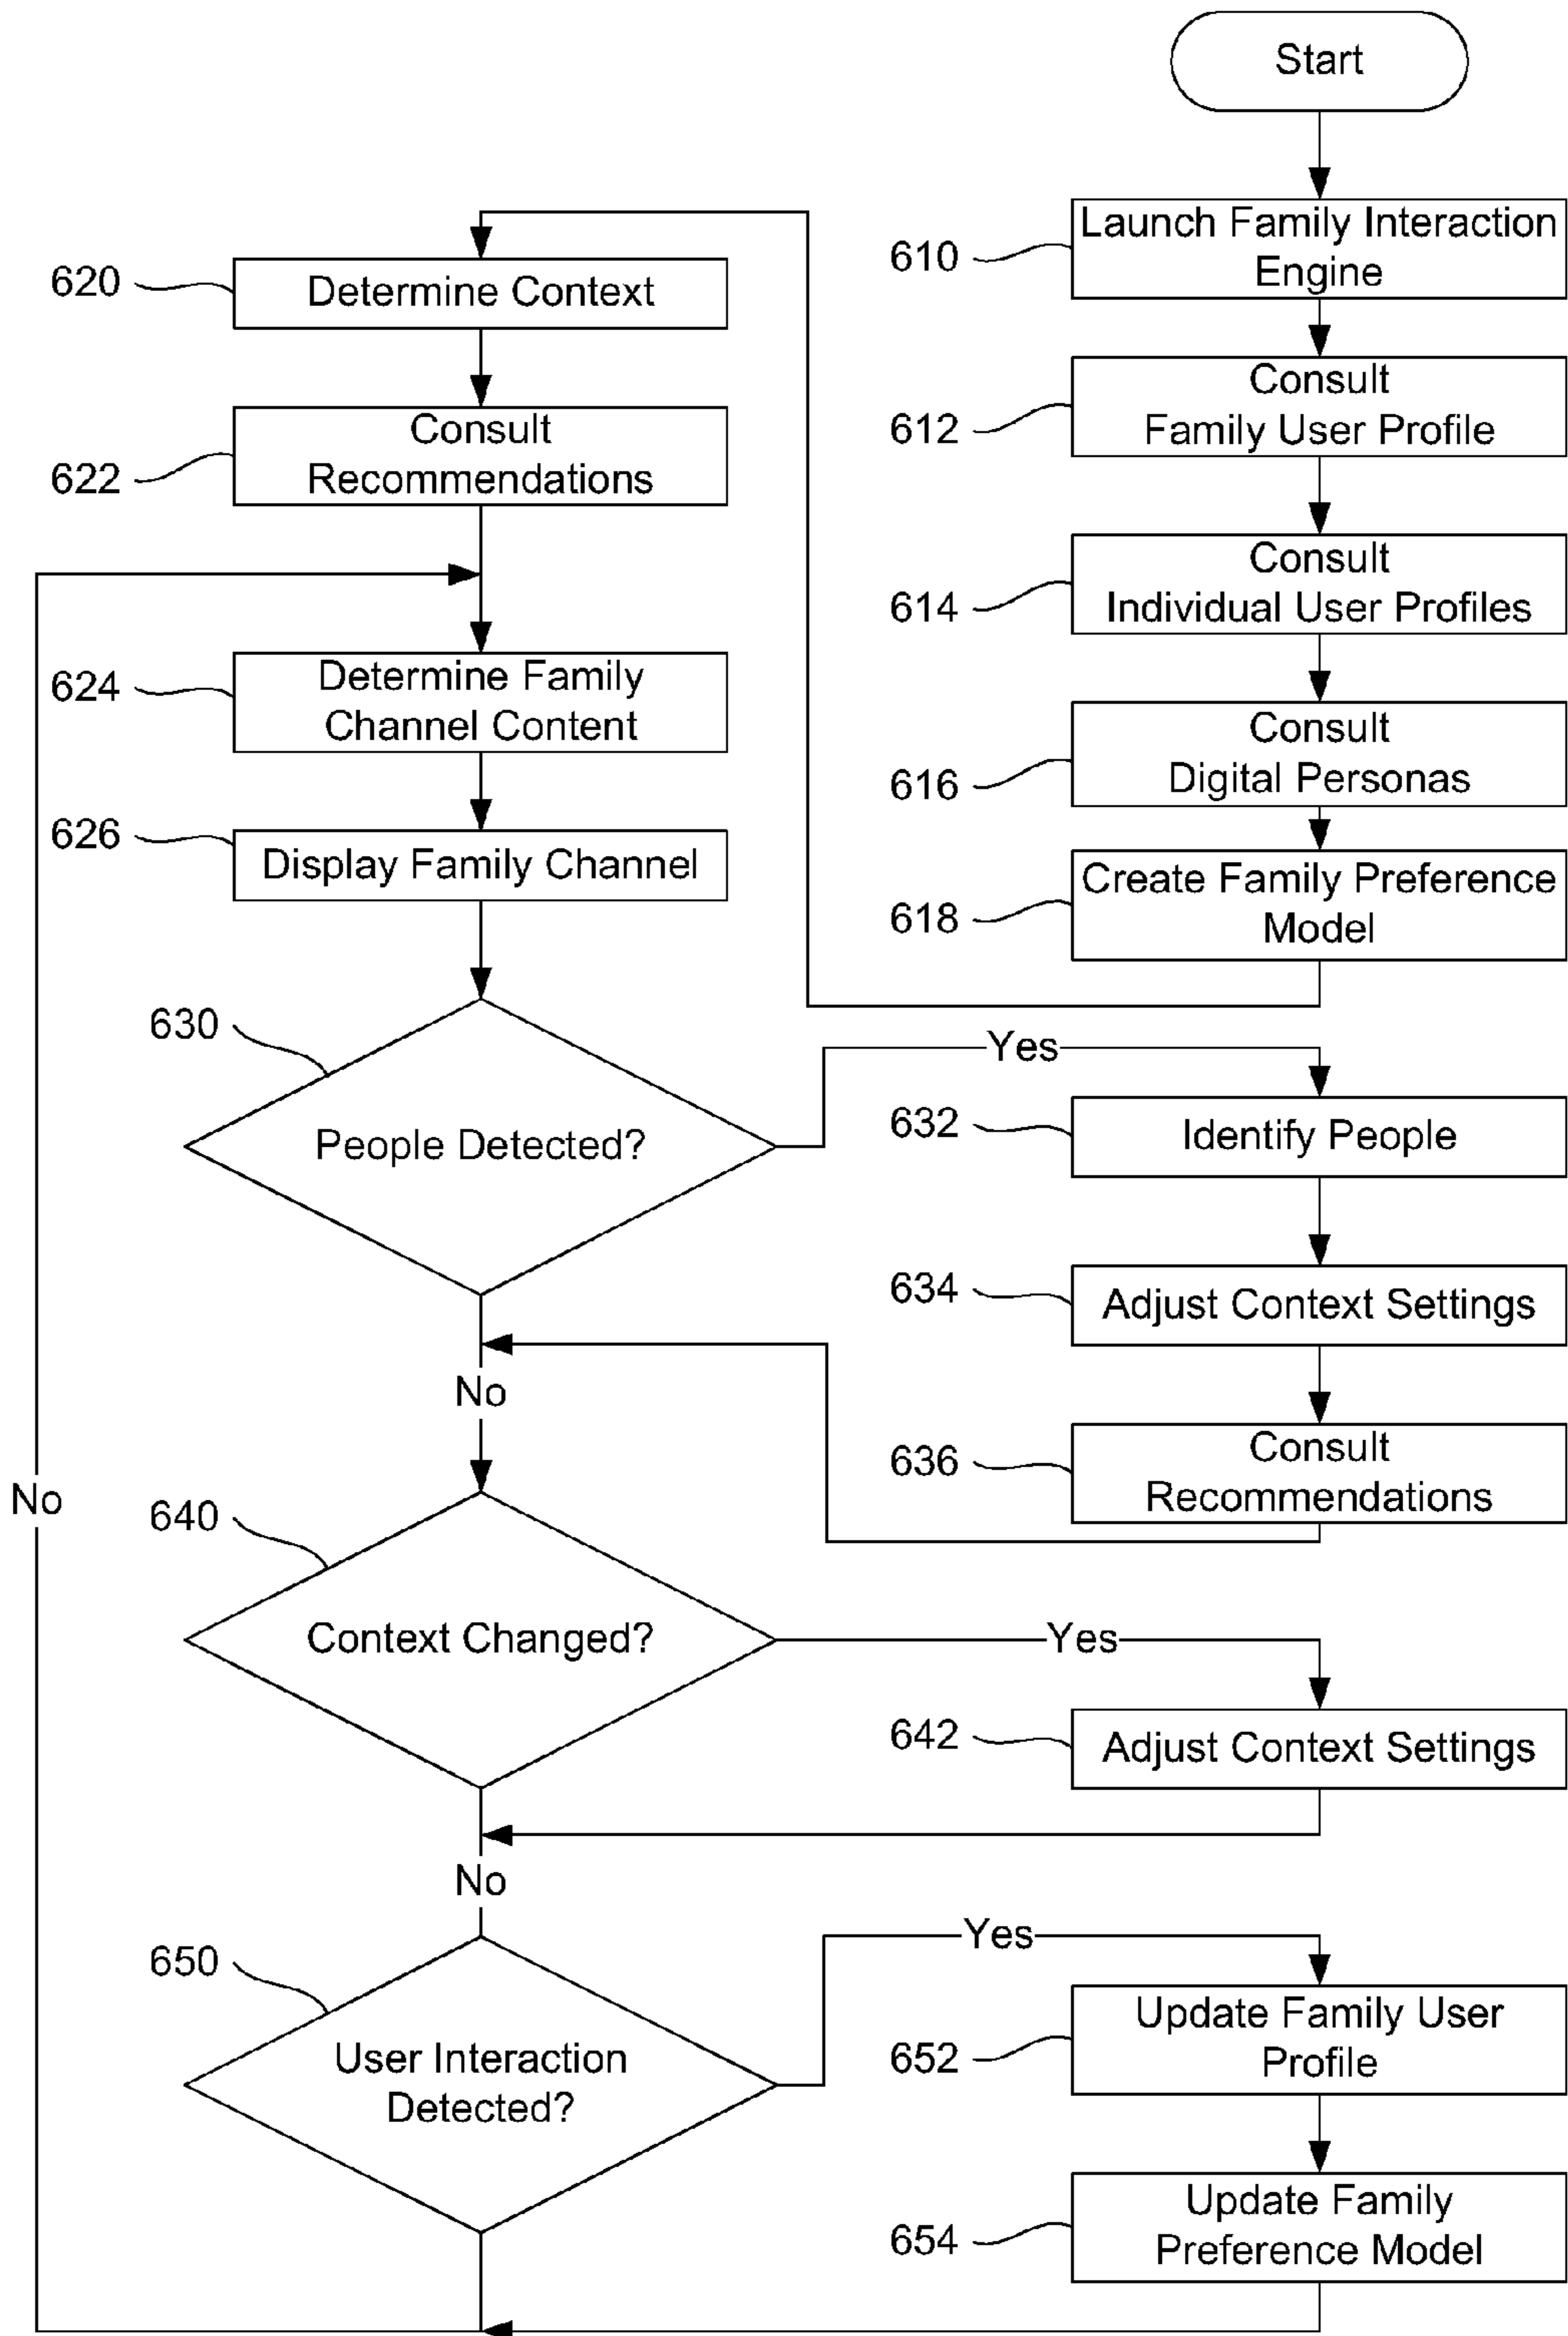 Start
610
Launch Family Interaction
Engine
612
Consult
Family User Profile
614
Consult
Individual User Profiles
616
Consult
Digital Personas
618
Create Family Preference
Model
620
Determine Context
622
Consult
Recommendations
624
Determine Family
Channel Content
626
Display Family Channel
630
People Detected?
Yes
632
Identify People
634
Adjust Context Settings
636
Consult
Recommendations
No
640
Context Changed?
Yes
642
Adjust Context Settings
No
650
User Interaction
Detected?
Yes
652
Update Family User
Profile
654
Update Family
Preference Model
No